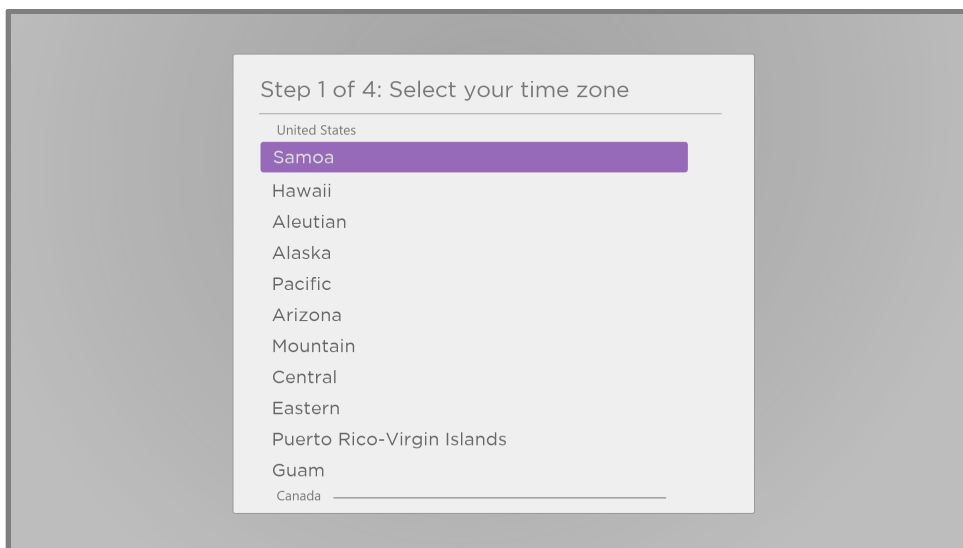 Step 1 of 4: Select your time zone
United States
Samoa
Hawaii
Aleutian
Alaska
Pacific
Arizona
Mountain
Central
Eastern
Puerto Rico-Virgin Islands
Guam
Canada